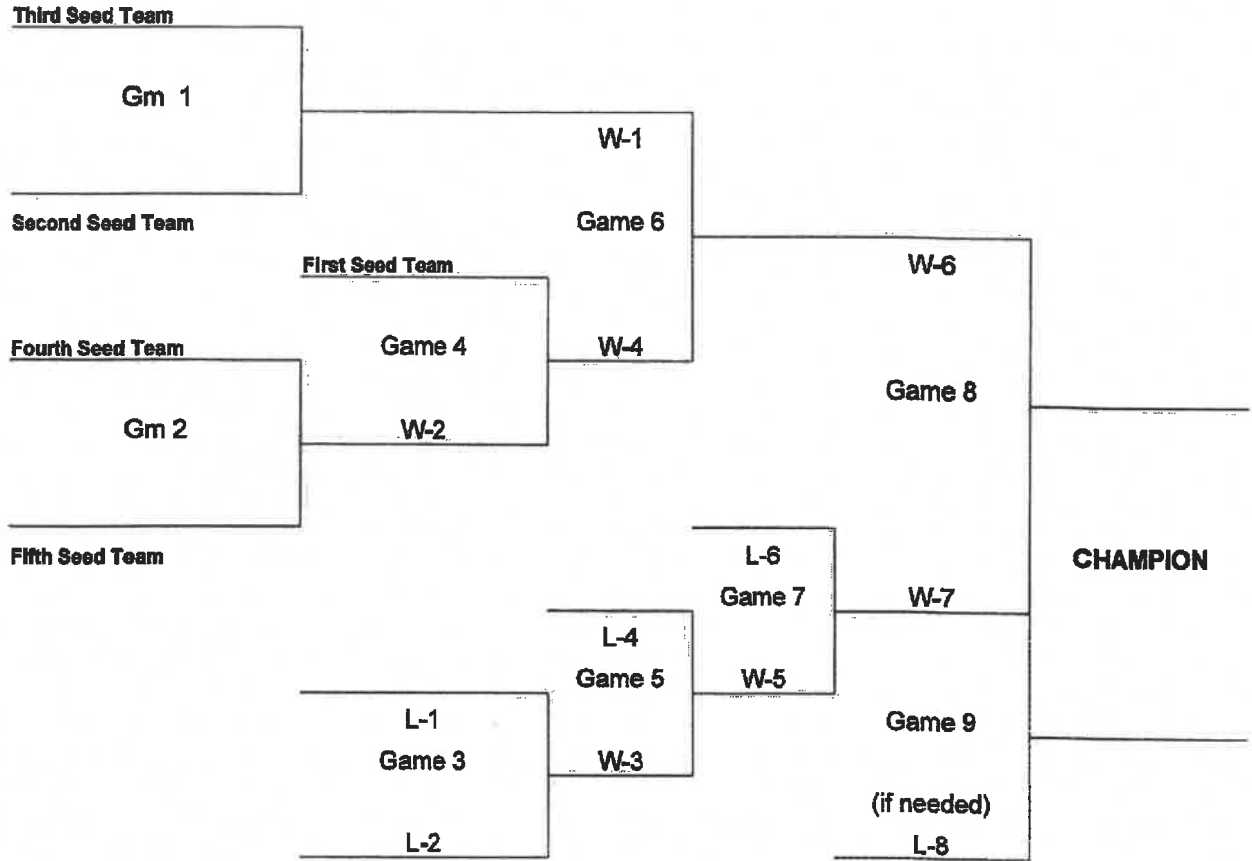 Third Seed Team
Gm 1
W-1
Second Seed Team
Game 6
First Seed Team
W-6
Fourth Seed Team
Game 4
W-4
Game 8
Gm 2
W-2
Fifth Seed Team
L-6
CHAMPION
Game 7
W-7
L-4
Game 5
W-5
L-1
Game 9
Game 3
W-3
(if needed)
L-2
L-8